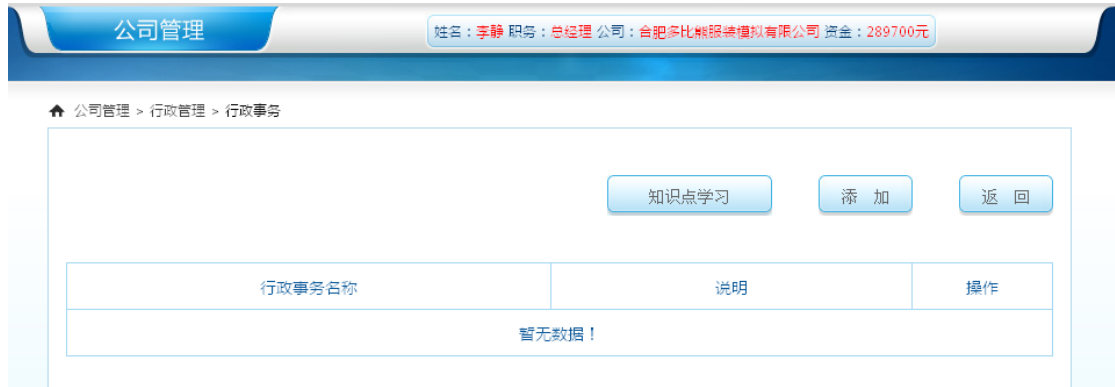 公司管理
姓名：李静 职务：总经理 公司：合肥多比熊服装模拟有限公司 资金：289700元
公司管理 > 行政管理 > 行政事务
知识点学习 添 加 返 回
行政事务名称 说明 操作
暂无数据！